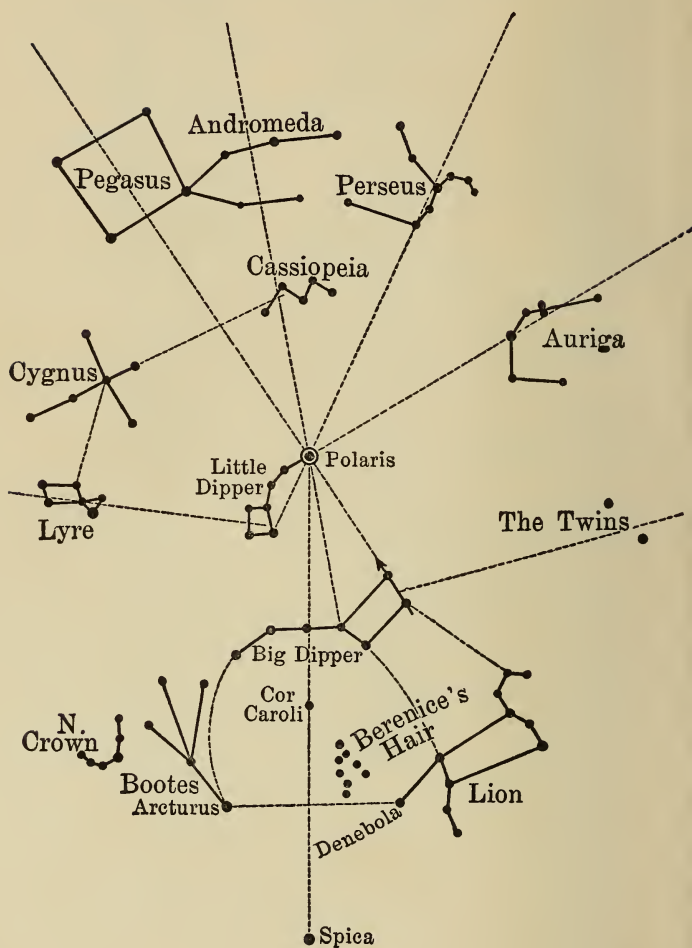 Andromeda
Pegasus
Perseus
Cassiopeia
Auriga
Cygnus
Little
Dipper
Polaris
Lyre
The Twins
Big Dipper
Cor
Caroli
Berenice's
Hair
N.
Crown
Bootes
Arcturus
Denebola
Lion
Spica